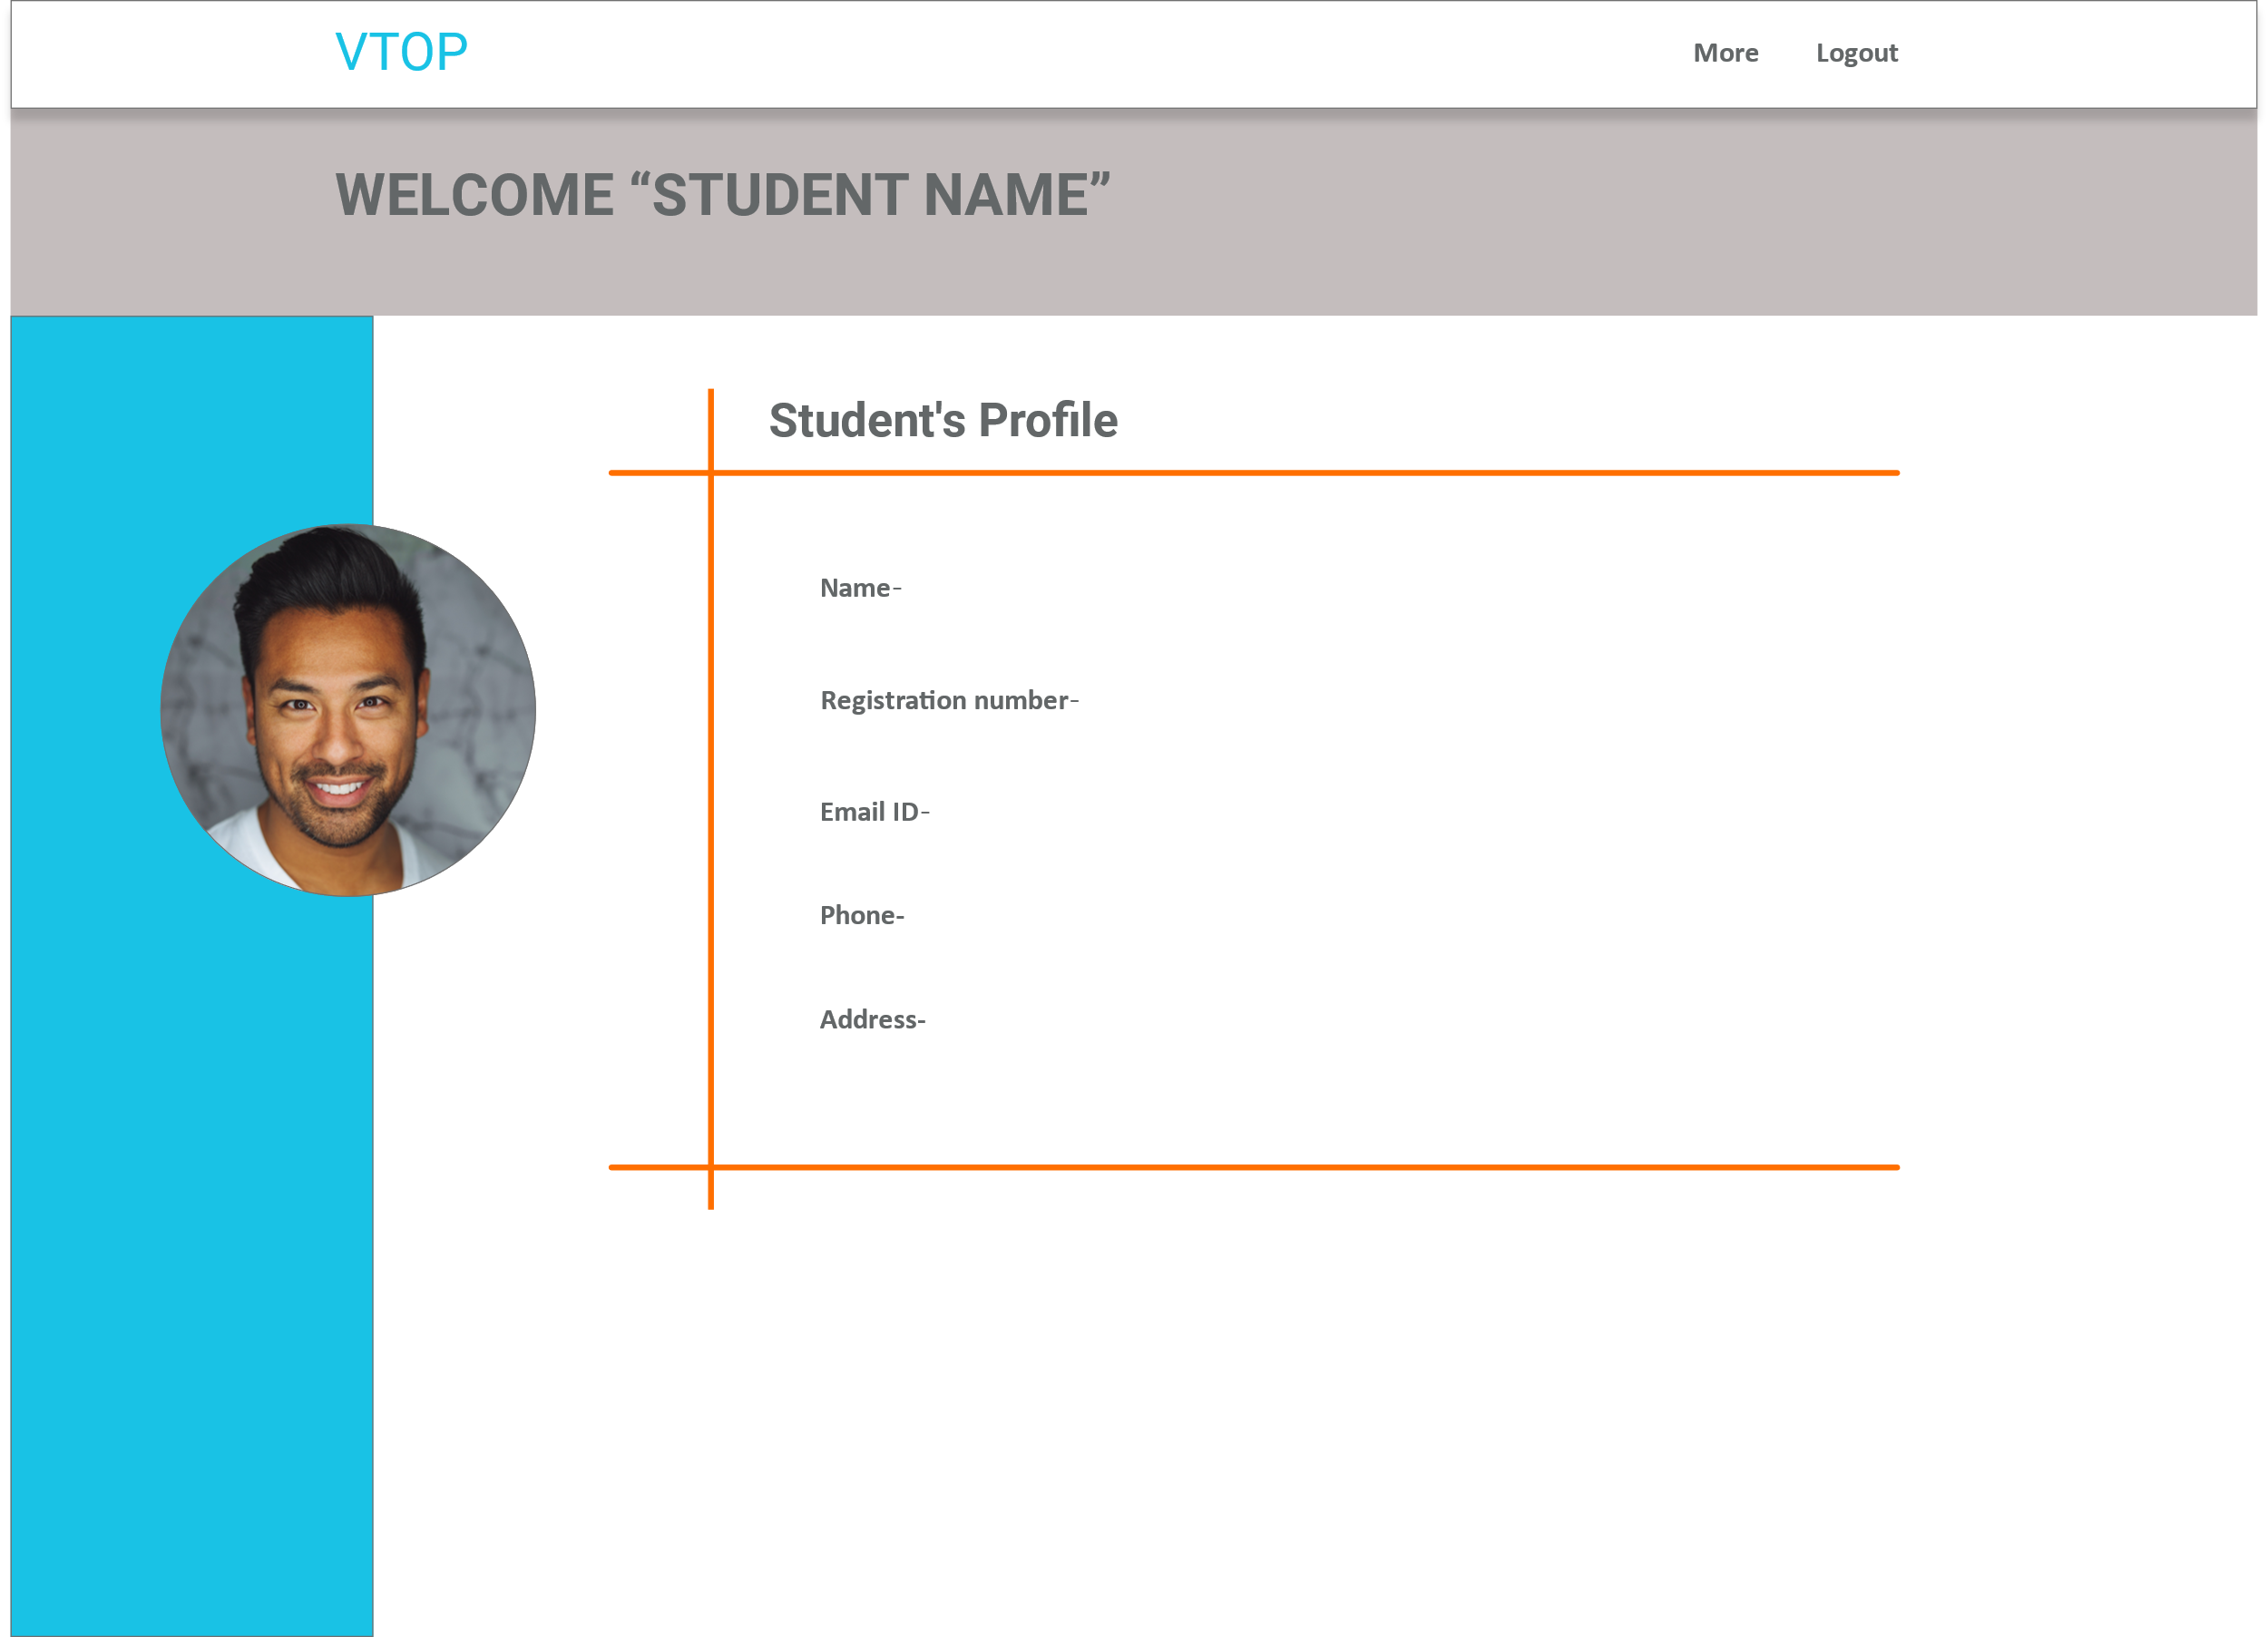 VTOP
More Logout
WELCOME “STUDENT NAME”
Student's Profile
Name-
Registration number-
Email ID-
Phone-
Address-